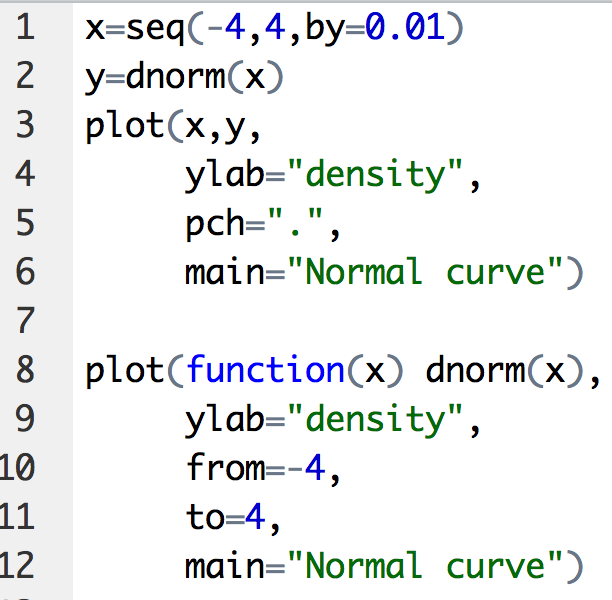 1 x=seq(-4,4,by=0.01)
2 y=dnorm(x)
3 plot(x,y,
4 ylab="density",
5 pch=".",
6 main="Normal curve")
7
8 plot(function(x) dnorm(x),
9 ylab="density",
10 from=-4,
11 to=4,
12 main="Normal curve")